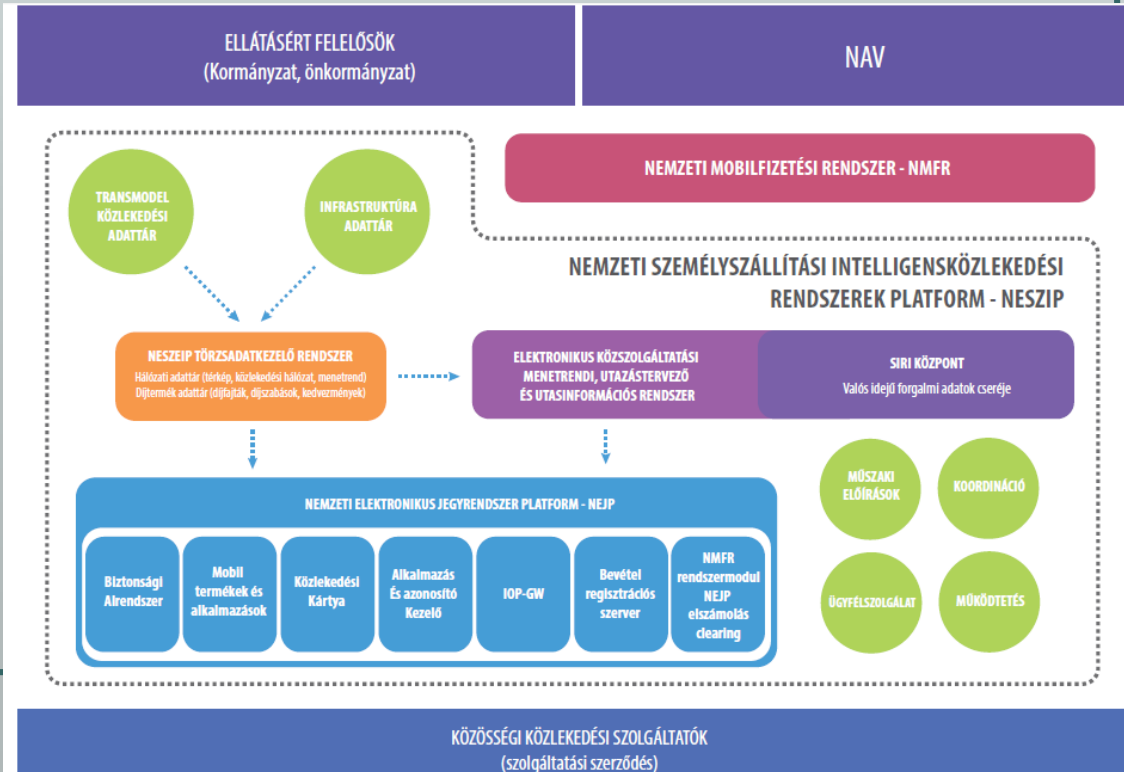 ELLÁTÁSÉRT FELELŐSÖK
(Kormányzat, önkormányzat)
NAV
NEMZETI MOBILFIZETÉSI RENDSZER - NMFR
TRANSMODEL
KÖZLEKEDÉSI
ADATTÁR
INFRASTRUKTÚRA
ADATTÁR
NEMZETI SZEMÉLYSZÁLLÍTÁSI INTELLIGENSKÖZLEKEDÉSI
RENDSZEREK PLATFORM - NESZIP
NESZEIP TÖRZSADATKEZELŐ RENDSZER
Hálózati adattár (térkép, közlekedési hálózat, menetrend)
Díjtermék adattár (díjfajták, díjszabások, kedvezmények)
ELEKTRONIKUS KÖZSZOLGÁLTATÁSI
MENETRENDI, UTAZÁSTERVEZŐ
ÉS UTASINFORMÁCIÓS RENDSZER
SIRI KÖZPONT
Valós idejű forgalmi adatok cseréje
NEMZETI ELEKTRONIKUS JEGYRENDSZER PLATFORM - NEJP
Biztonsági
Alrendszer
Mobil
termékek és
alkalmazások
Közlekedési
Kártya
Alkalmazás
És azonosító
Kezelő
IOP-GW
Bevétel
regisztrációs
szerver
NMFR
rendszermodul
NEJP
elszámolás
clearing
MŰSZAKI
ELŐÍRÁSOK
KOORDINÁCIÓ
ÜGYFÉLSZOLGÁLAT
MŰKÖDTETÉS
KÖZÖSSÉGI KÖZLEKEDÉSI SZOLGÁLTATÓK
(szolgáltatási szerződés)